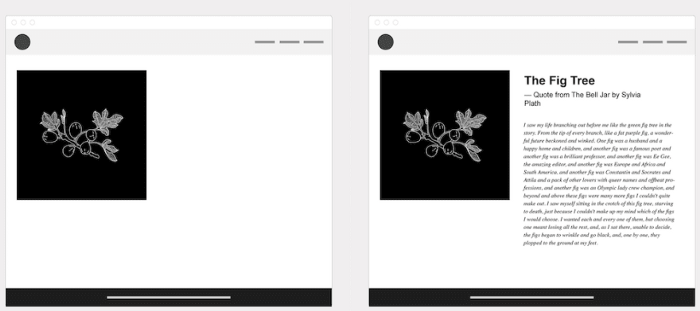 The Fig Tree
— Quote from The Bell Jar by Sylvia
Plath
I saw my life branching out before me like the green fig tree in the
story. From the tip of every branch, like a fat purple fig, a wonder-
ful future beckoned and winked. One fig was a husband and a
happy home and children, and another fig was a famous poet and
another fig was a brilliant professor, and another fig was Ee Gee,
the amazing editor, and another fig was Europe and Africa and
South America, and another fig was Constantin and Socrates and
Attila and a pack of other lovers with queer names and offbeat pro-
fessions, and another fig was an Olympic lady crew champion, and
beyond and above these figs were many more figs I couldn't quite
make out. I saw myself sitting in the crotch of this fig tree, starving
to death, just because I couldn't make up my mind which of the figs
I would choose. I wanted each and every one of them, but choosing
one meant losing all the rest, and, as I sat there, unable to decide,
the figs began to wrinkle and go black, and, one by one, they
plopped to the ground at my feet.